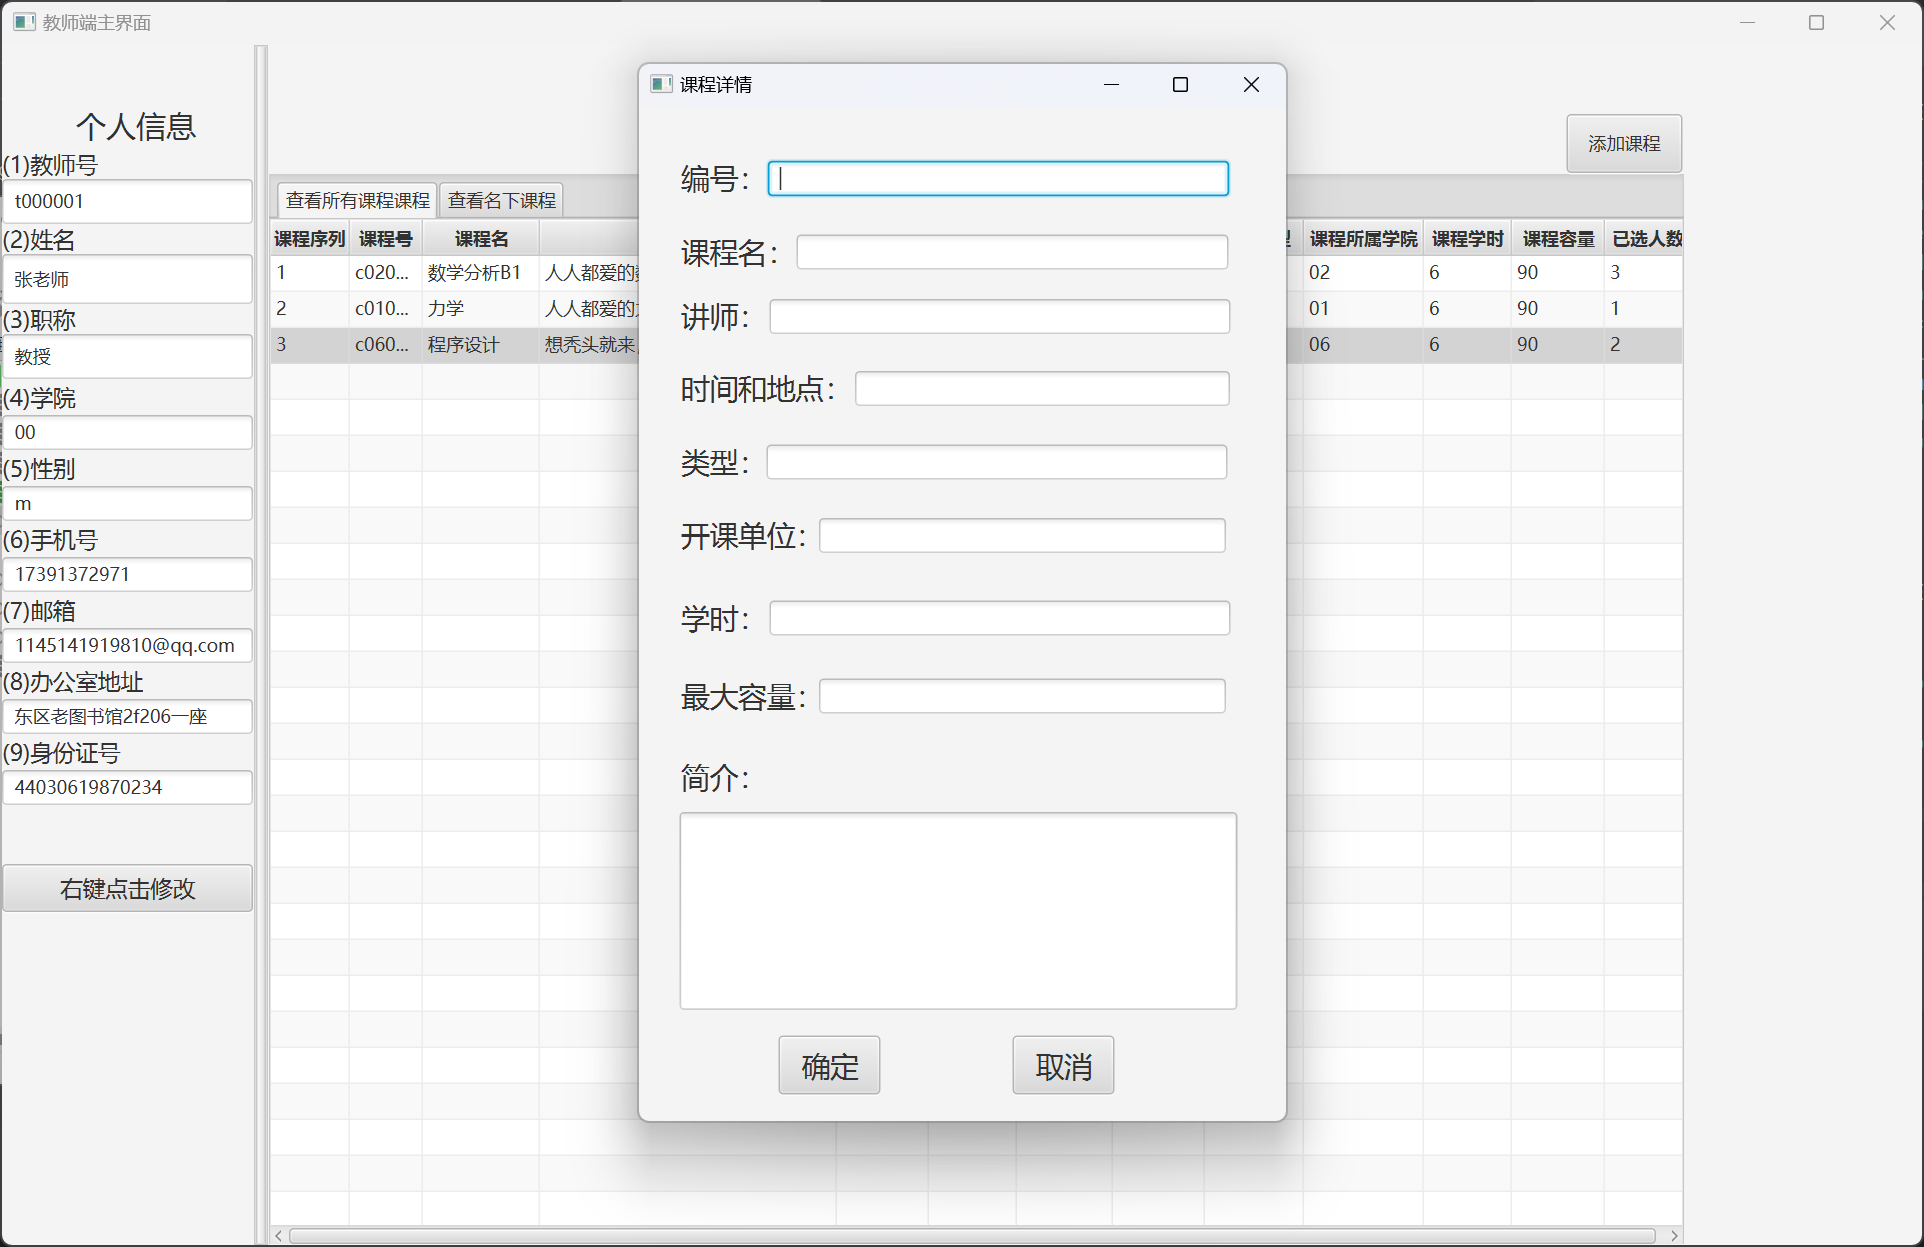 教师端主界面
个人信息
(1)教师号
t000001
(2)姓名
张老师
(3)职称
教授
(4)学院
00
(5)性别
m
(6)手机号
17391372971
(7)邮箱
1145141919810@qq.com
(8)办公室地址
东区老图书馆2f206一座
(9)身份证号
44030619870234
右键点击修改
添加课程
查看所有课程课程 查看名下课程
课程序列 课程号 课程名 课程所属学院 课程学时 课程容量 已选人数
1 c020... 数学分析B1 人人都爱的 02 6 90 3
2 c010... 力学 人人都爱的 01 6 90 1
3 c060... 程序设计 想秃头就来 06 6 90 2
课程详情
编号：
课程名：
讲师：
时间和地点：
类型：
开课单位：
学时：
最大容量：
简介：
确定 取消